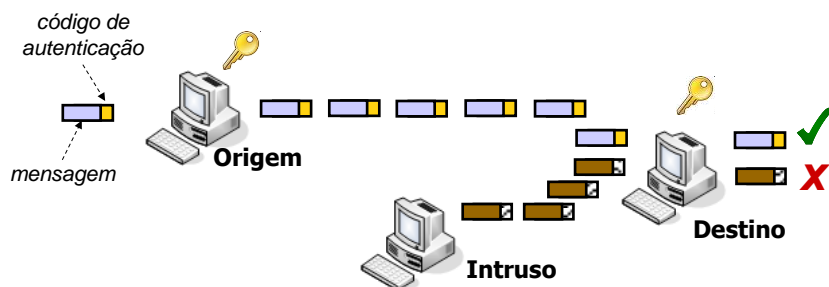 código de
autenticação
mensagem
Origem
Intruso
Destino
X